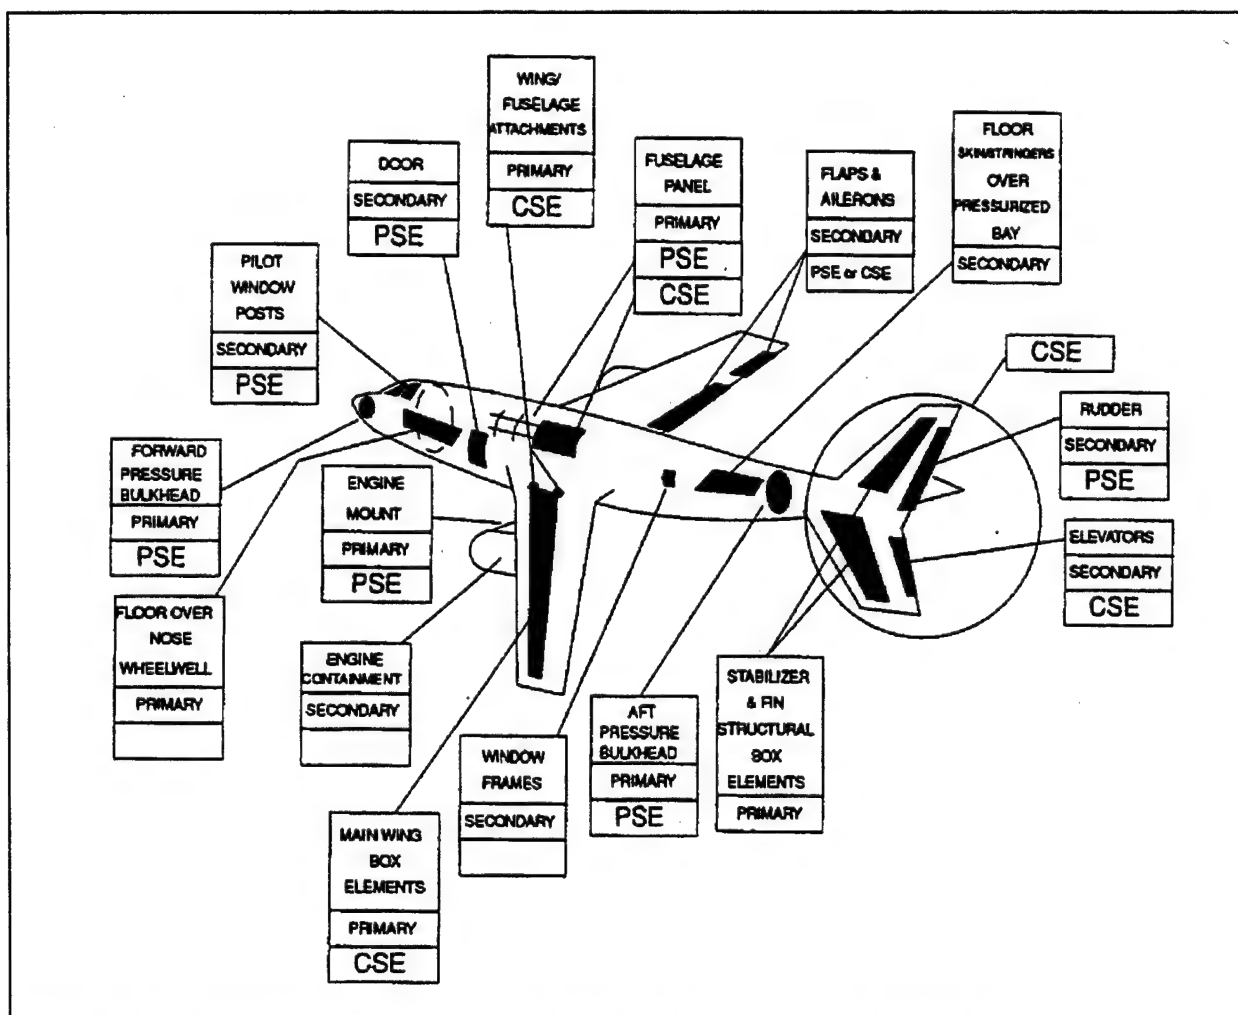 WING/
FUSELAGE
ATTACHMENTS
PRIMARY
CSE
DOOR
SECONDARY
PSE
FUSELAGE
PANEL
PRIMARY
PSE
CSE
FLAPS &
AILERONS
SECONDARY
PSE or CSE
FLOOR
SKIN/STRINGERS
OVER
PRESSURIZED
BAY
SECONDARY
PILOT
WINDOW
POSTS
SECONDARY
PSE
CSE
RUDDER
SECONDARY
PSE
FORWARD
PRESSURE
BULKHEAD
PRIMARY
PSE
ENGINE
MOUNT
PRIMARY
PSE
ELEVATORS
SECONDARY
CSE
FLOOR OVER
NOSE
WHEELWELL
PRIMARY
ENGINE
CONTAINMENT
SECONDARY
STABILIZER
& FIN
STRUCTURAL
BOX
ELEMENTS
PRIMARY
AFT
PRESSURE
BULKHEAD
PRIMARY
PSE
WINDOW
FRAMES
SECONDARY
MAIN WING
BOX
ELEMENTS
PRIMARY
CSE